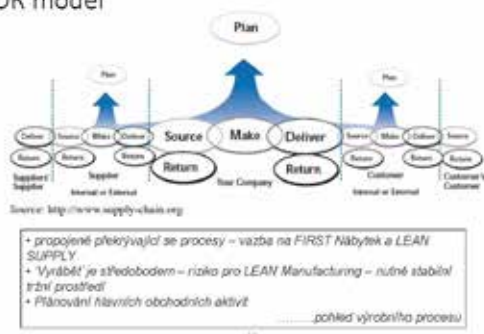 OR model
Plan
Plan
Plan
Deliver Source Make Deliver Source Make Deliver Source Make Deliver Source
Return Return Return Return Return Return Return Return
Suppliers' Supplier
Supplier
Internal or External
Your Company
Customer
Internal or External
Customer's Customer
Source: http://www.supply-chain.org
• propojené překrývající se procesy – vazba na FIRST Nábytek a LEAN
SUPPLY
• 'Vyrábět' je středobodem – riziko pro LEAN Manufacturing – nutné stabilní
tržní prostředí
• Plánování hlavních obchodních aktivit
.........pohled výrobního procesu